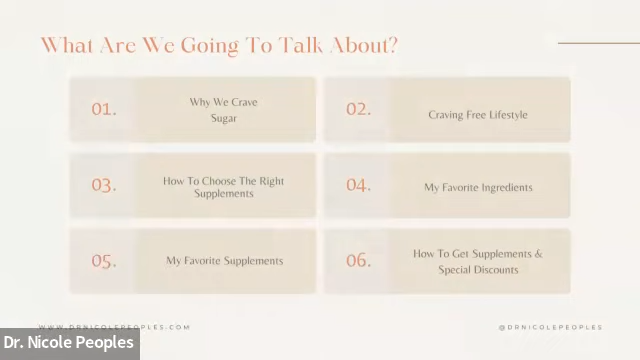 What Are We Going To Talk About?
01.
Why We Crave
Sugar
02.
Craving Free Lifestyle
03.
How To Choose The Right
Supplements
04.
My Favorite Ingredients
05.
My Favorite Supplements
06.
How To Get Supplements &
Special Discounts
WWW.DRNICOLEPEOPLES.COM
@DRNICOLEPEOPLES
Dr. Nicole Peoples